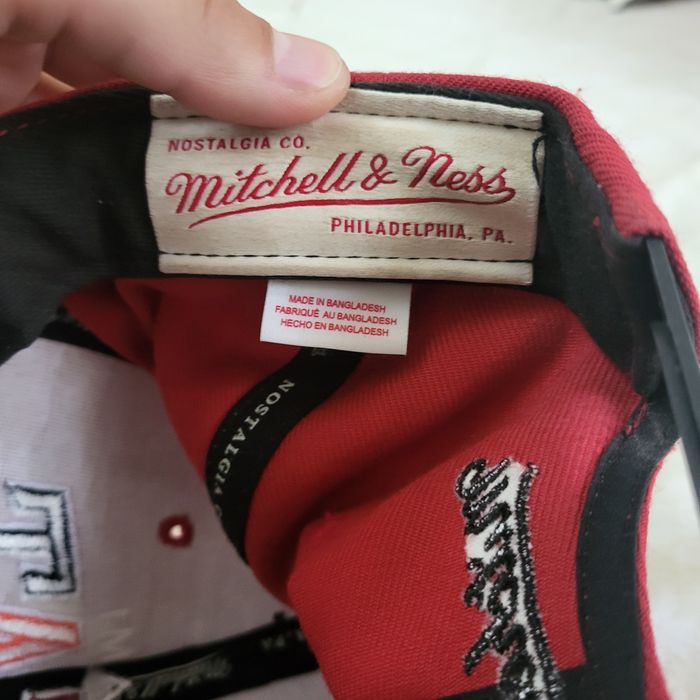 NOSTALGIA CO.
Mitchell & Ness
PHILADELPHIA, PA.
MADE IN BANGLADESH
FABRIQUÉ AU BANGLADESH
HECHO EN BANGLADESH
NOSTALGIA